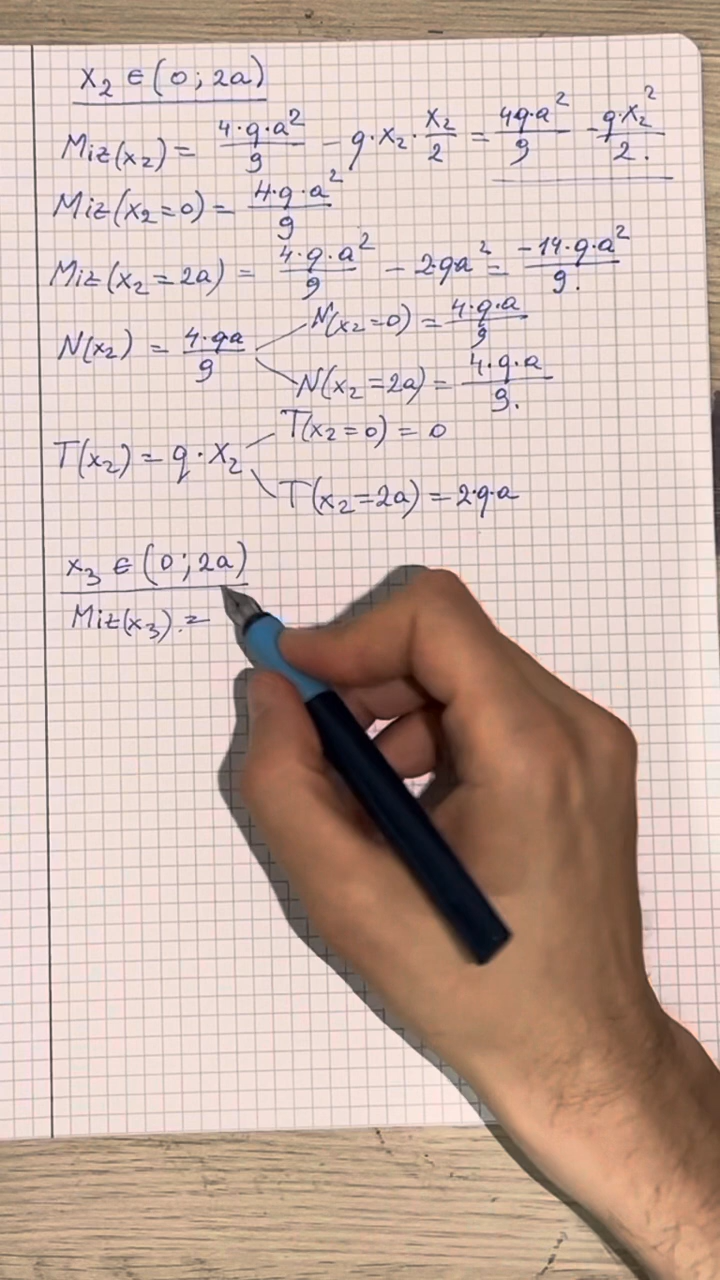 x₂ ∈ (0; 2a)
Miz(x₂) = 4·q·a²/9 - q·x₂·x₂/2 = 4q·a²/9 - q·x₂²/2.
Miz(x₂=0) = 4·q·a²/9
Miz(x₂=2a) = 4·q·a²/9 - 2qa² = -14·q·a²/9.
N(x₂) = 4·qa/9
N(x₂=0) = 4·q·a/9
N(x₂=2a) = 4·q·a/9.
T(x₂) = q·x₂
T(x₂=0) = 0
T(x₂=2a) = 2·q·a
x₃ ∈ (0; 2a)
Miz(x₃) =